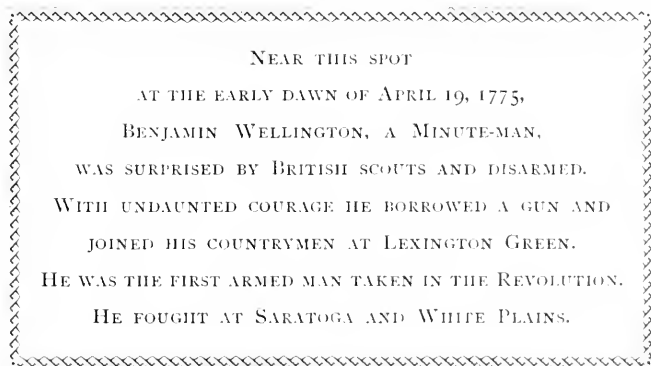 Near this spot
at the early dawn of April 19, 1775,
Benjamin Wellington, a Minute-man,
was surprised by British scouts and disarmed.
With undaunted courage he borrowed a gun and
joined his countrymen at Lexington Green.
He was the first armed man taken in the Revolution.
He fought at Saratoga and White Plains.